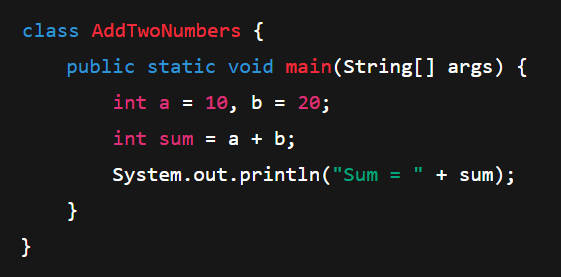 class AddTwoNumbers {
    public static void main(String[] args) {
        int a = 10, b = 20;
        int sum = a + b;
        System.out.println("Sum = " + sum);
    }
}